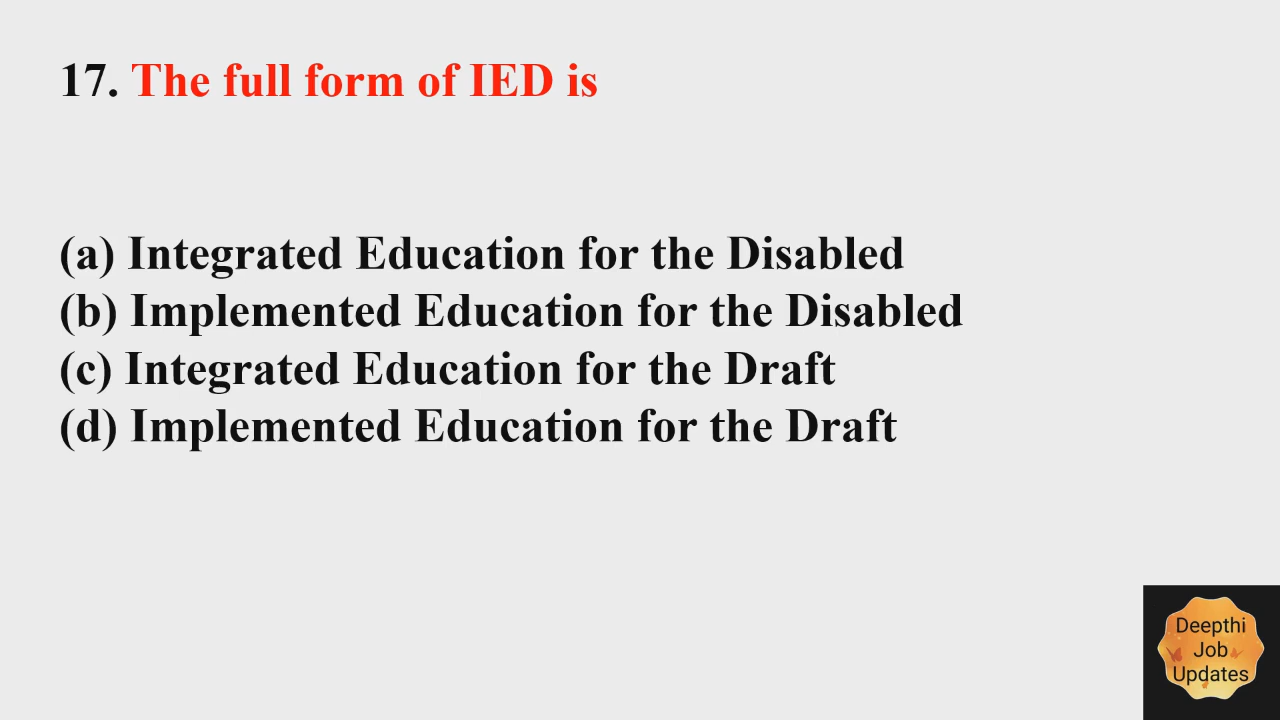 17. The full form of IED is
(a) Integrated Education for the Disabled
(b) Implemented Education for the Disabled
(c) Integrated Education for the Draft
(d) Implemented Education for the Draft
Deepthi
Job
Updates